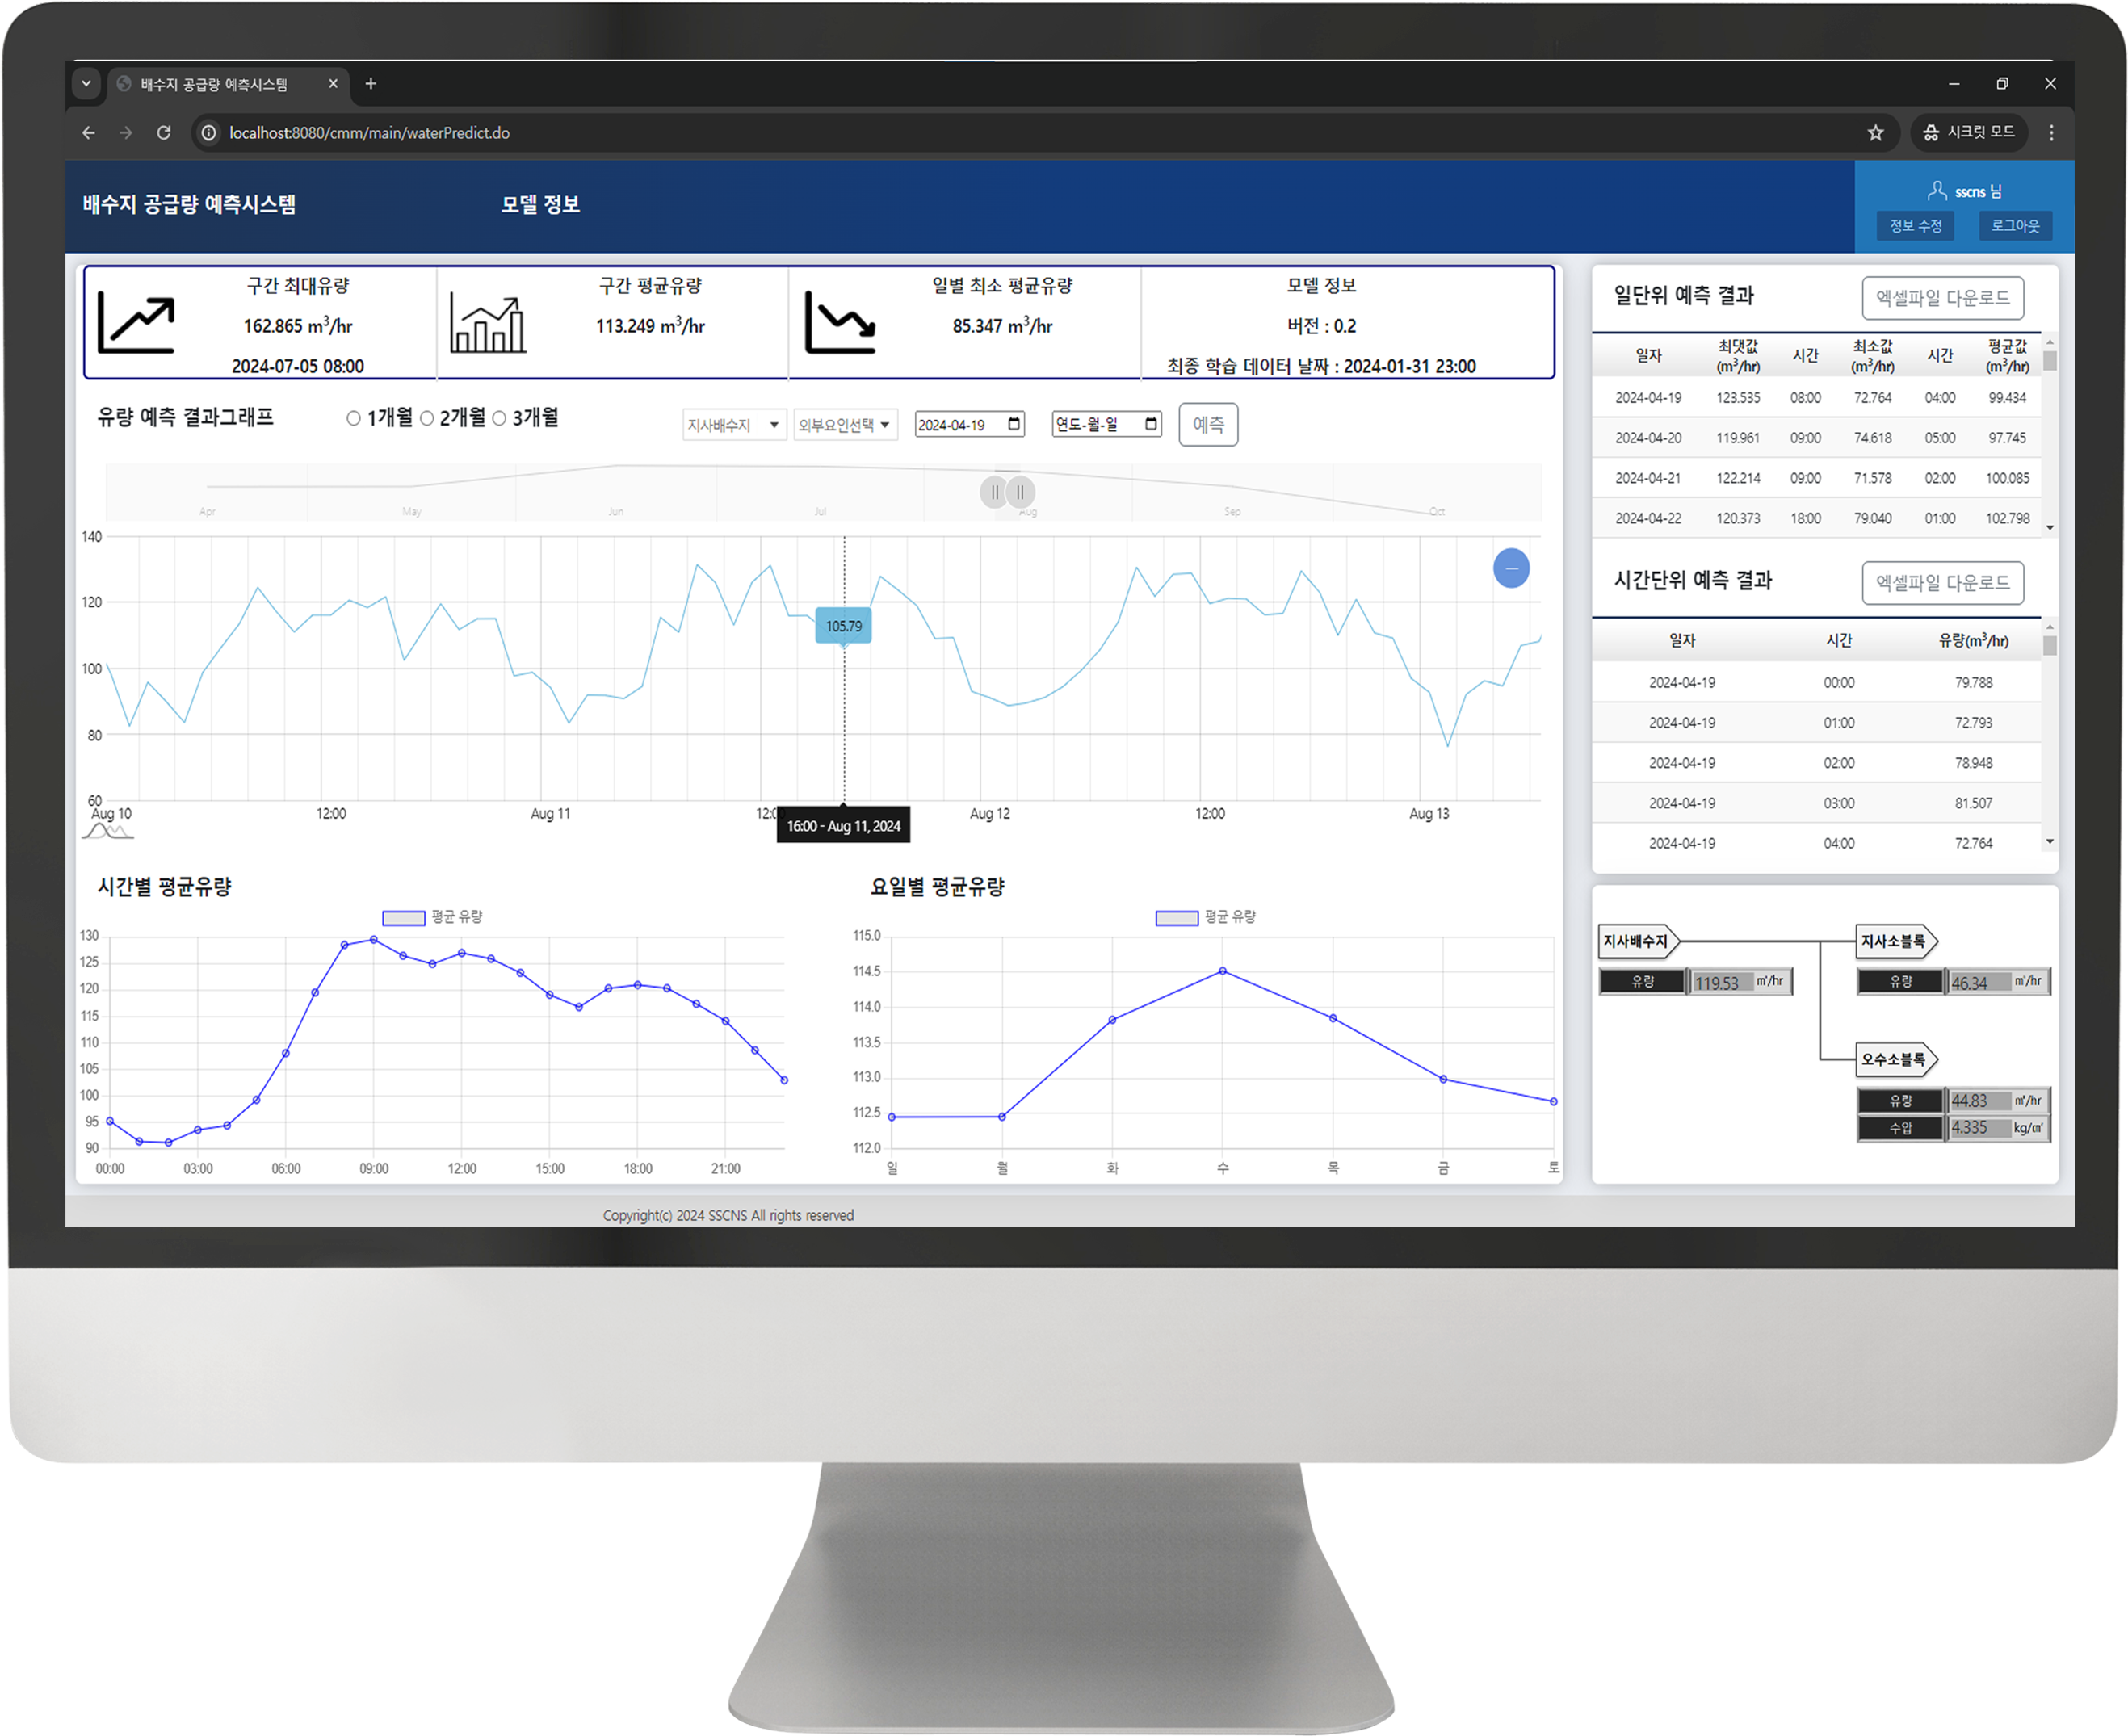 배수지 공급량 예측시스템
localhost:8080/cmm/main/waterPredict.do
시크릿 모드
배수지 공급량 예측시스템
모델 정보
sscns 님
정보 수정 로그아웃
구간 최대유량
162.865 m³/hr
2024-07-05 08:00
구간 평균유량
113.249 m³/hr
일별 최소 평균유량
85.347 m³/hr
모델 정보
버전 : 0.2
최종 학습 데이터 날짜 : 2024-01-31 23:00
유량 예측 결과그래프
1개월 2개월 3개월
지사배수지 외부요인선택 2024-04-19 연도-월-일 예측
Apr May Jun Jul Aug Sep Oct
140
120
100
80
60
105.79
Aug 10 12:00 Aug 11 12:00 Aug 12 12:00 Aug 13
16:00 - Aug 11, 2024
시간별 평균유량
평균 유량
130
125
120
115
110
105
100
95
90
00:00 03:00 06:00 09:00 12:00 15:00 18:00 21:00
요일별 평균유량
평균 유량
115.0
114.5
114.0
113.5
113.0
112.5
112.0
일 월 화 수 목 금 토
일단위 예측 결과 엑셀파일 다운로드
일자 최댓값(m³/hr) 시간 최소값(m³/hr) 시간 평균값(m³/hr)
2024-04-19 123.535 08:00 72.764 04:00 99.434
2024-04-20 119.961 09:00 74.618 05:00 97.745
2024-04-21 122.214 09:00 71.578 02:00 100.085
2024-04-22 120.373 18:00 79.040 01:00 102.798
시간단위 예측 결과 엑셀파일 다운로드
일자 시간 유량(m³/hr)
2024-04-19 00:00 79.788
2024-04-19 01:00 72.793
2024-04-19 02:00 78.948
2024-04-19 03:00 81.507
2024-04-19 04:00 72.764
지사배수지
유량 119.53 ㎥/hr
지사소블록
유량 46.34 ㎥/hr
오수소블록
유량 44.83 ㎥/hr
수압 4.335 kg/㎠
Copyright(c) 2024 SSCNS All rights reserved